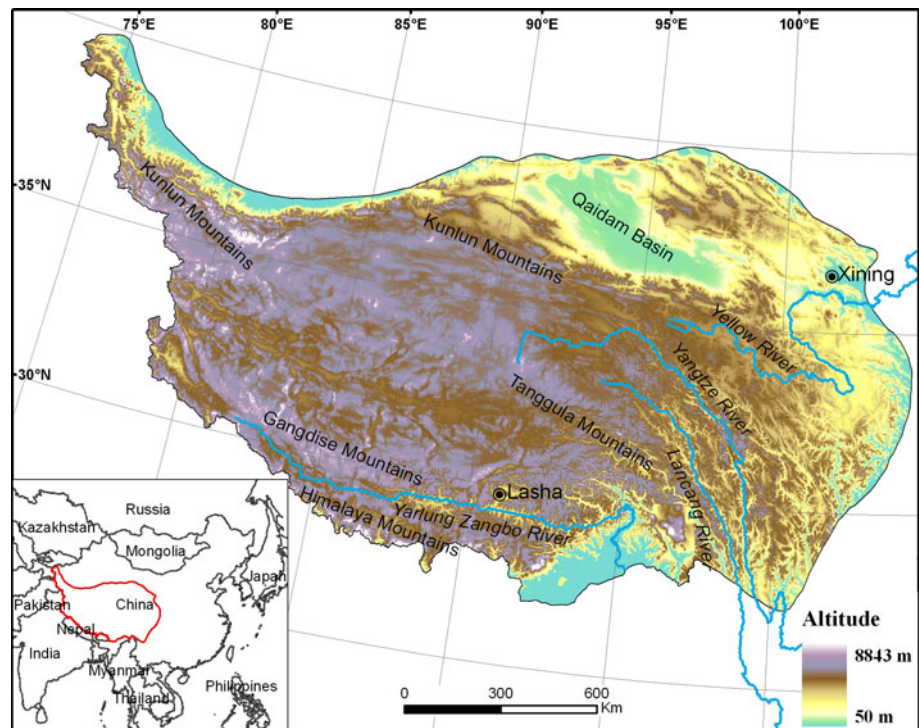 75°E
80°E
85°E
90°E
95°E
100°E
35°N
30°N
Kunlun Mountains
Kunlun Mountains
Qaidam Basin
Xining
Yellow River
Yangtze River
Tanggula Mountains
Lancang River
Gangdise Mountains
Lasha
Yarlung Zangbo River
Himalaya Mountains
Russia
Kazakhstan
Mongolia
Japan
Pakistan
China
Nepal
India
Myanmar
Thailand
Philippines
Altitude
8843 m
50 m
0 300 600
Km